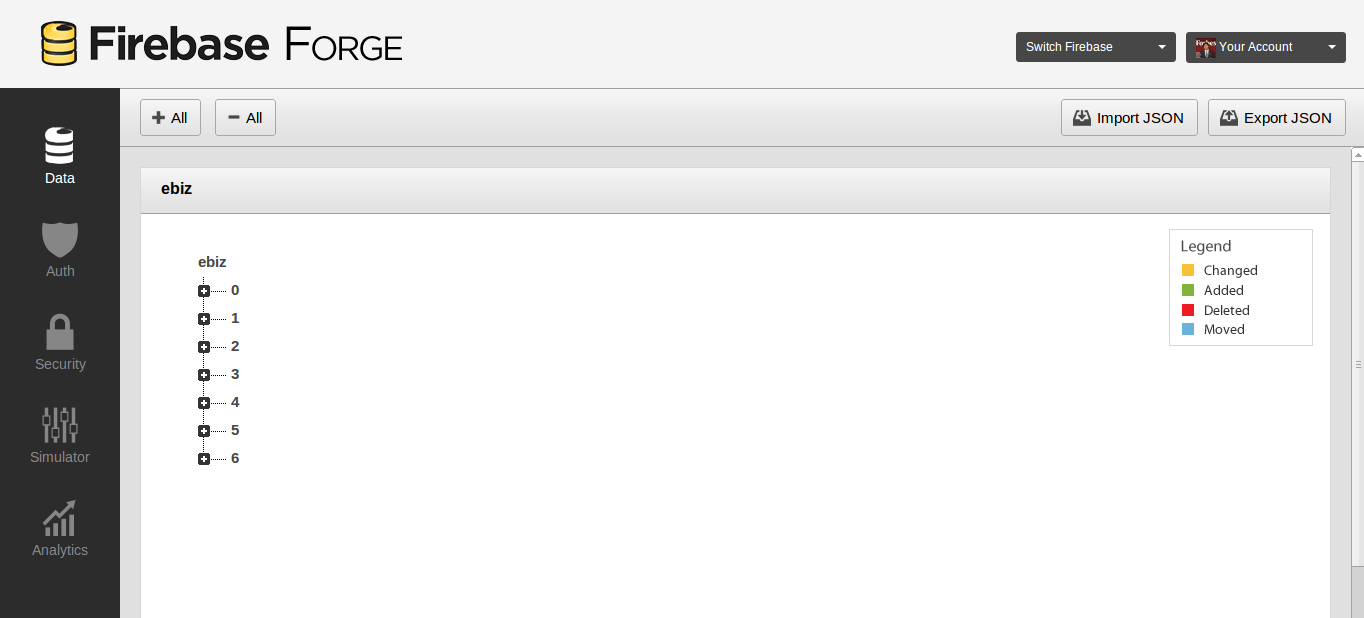 Firebase FORGE
Switch Firebase
Forbes
Your Account
All
All
Import JSON
Export JSON
Data
Auth
Security
Simulator
Analytics
ebiz
ebiz
0
1
2
3
4
5
6
Legend
Changed
Added
Deleted
Moved